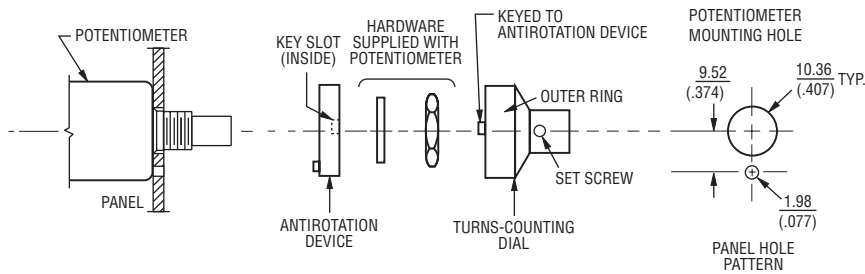 POTENTIOMETER
PANEL
KEY SLOT
(INSIDE)
ANTIROTATION
DEVICE
HARDWARE
SUPPLIED WITH
POTENTIOMETER
KEYED TO
ANTIROTATION DEVICE
OUTER RING
SET SCREW
TURNS-COUNTING
DIAL
POTENTIOMETER
MOUNTING HOLE
9.52
(.374)
10.36
(.407) TYP.
1.98
(.077)
PANEL HOLE
PATTERN